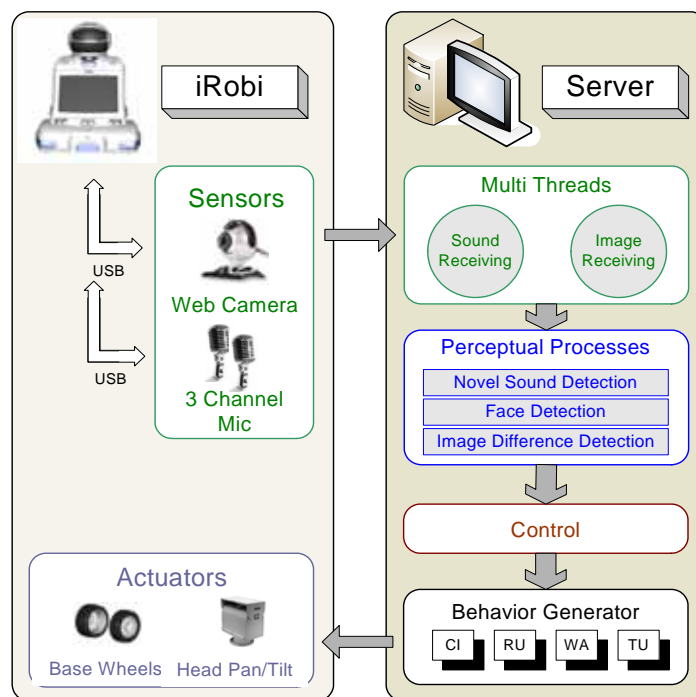 iRobi
Sensors
USB
Web Camera
USB
3 Channel
Mic
Actuators
Base Wheels
Head Pan/Tilt
Server
Multi Threads
Sound
Receiving
Image
Receiving
Perceptual Processes
Novel Sound Detection
Face Detection
Image Difference Detection
Control
Behavior Generator
CI
RU
WA
TU